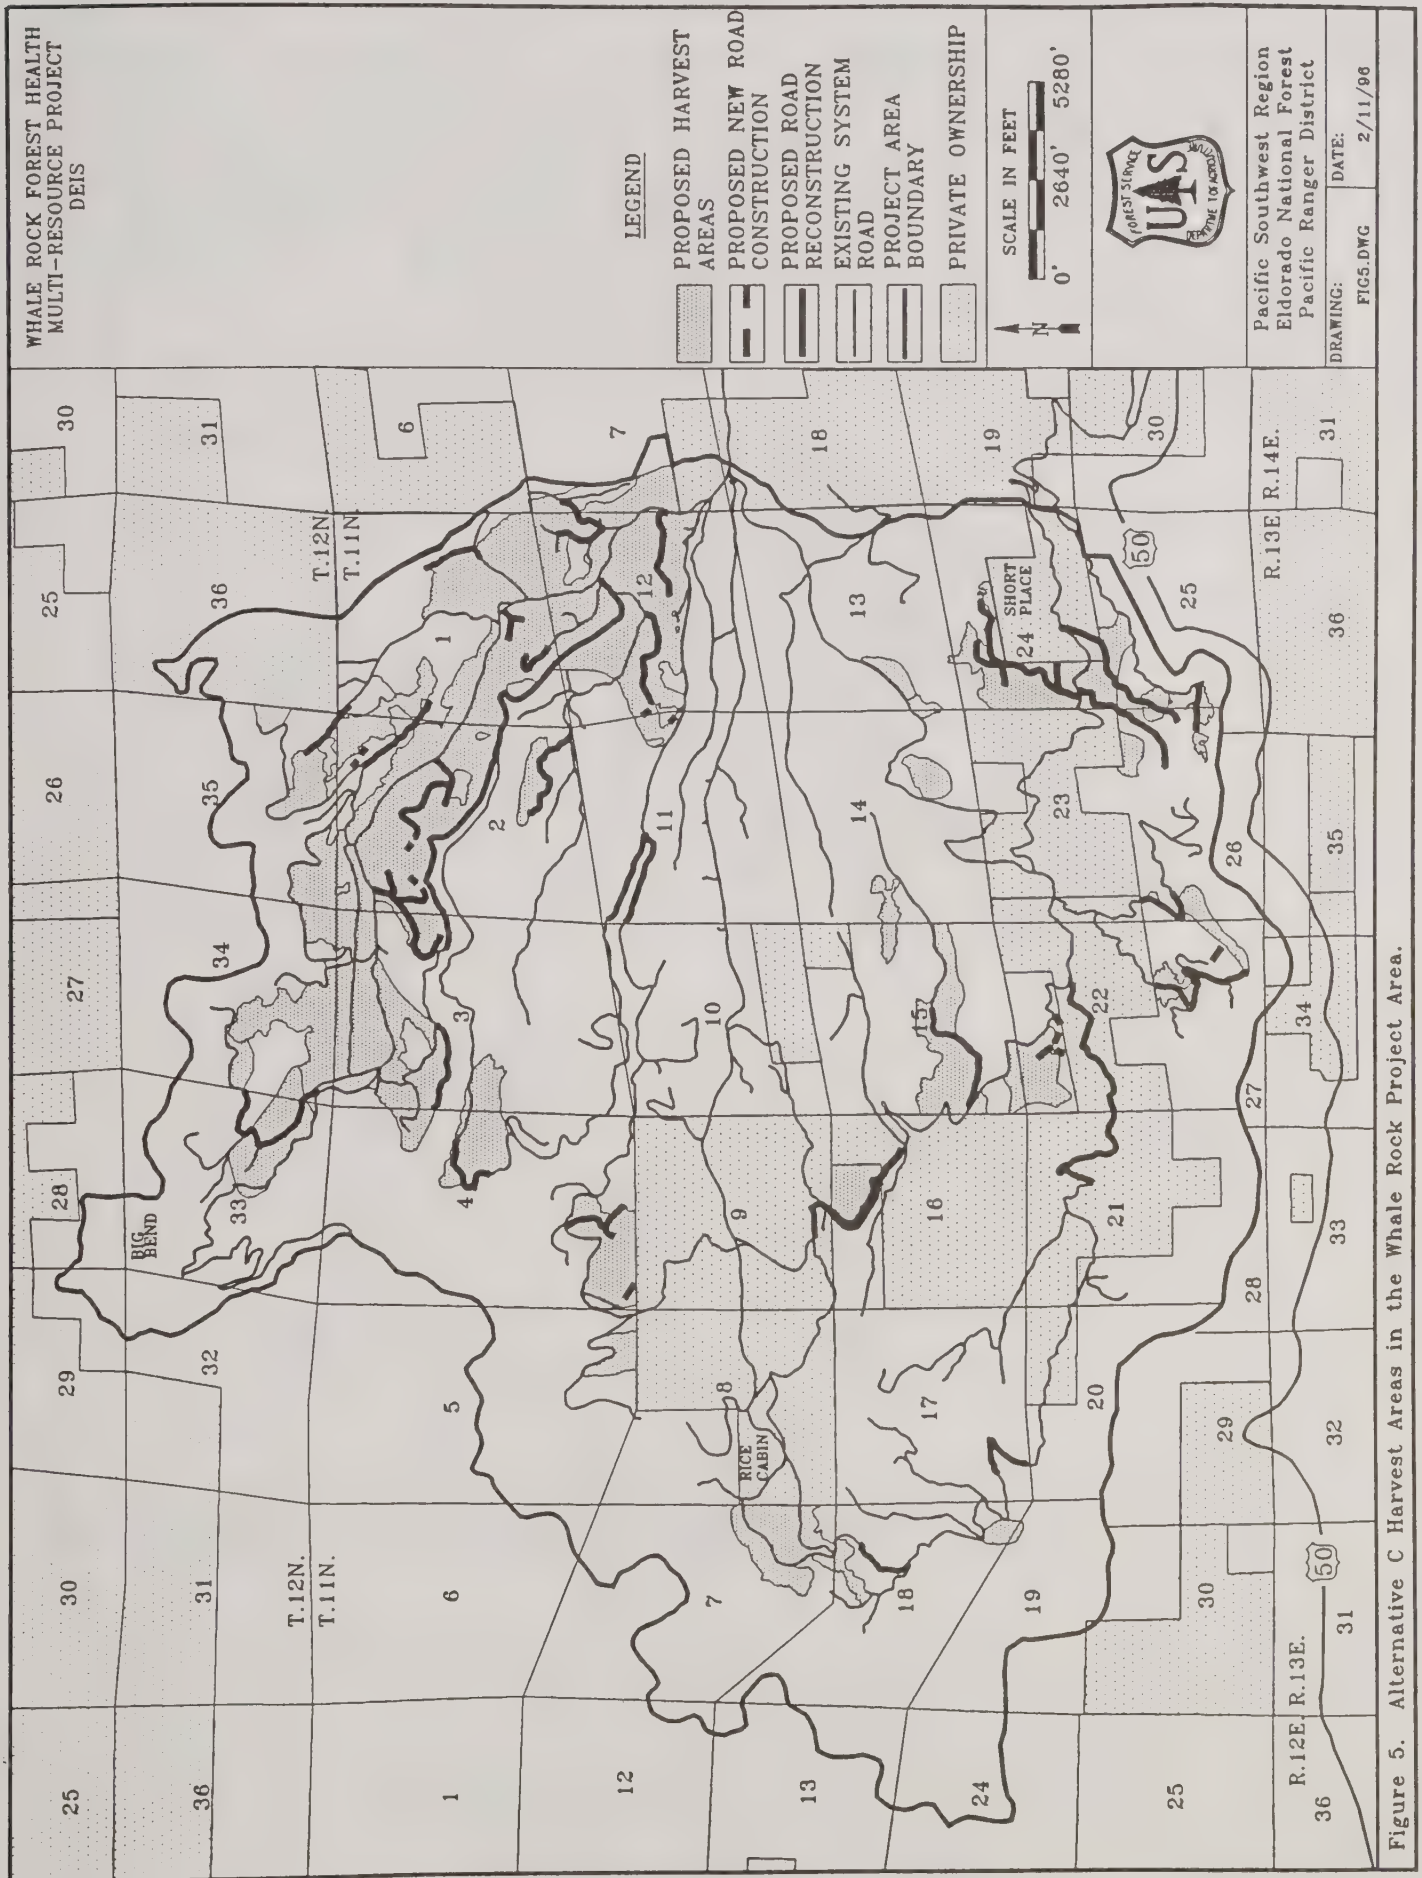 WHALE ROCK FOREST HEALTH
MULTI-RESOURCE PROJECT
DEIS
LEGEND
PROPOSED HARVEST
AREAS
PROPOSED NEW ROAD
CONSTRUCTION
PROPOSED ROAD
RECONSTRUCTION
EXISTING SYSTEM
ROAD
PROJECT AREA
BOUNDARY
PRIVATE OWNERSHIP
SCALE IN FEET
0' 2640' 5280'
N
FOREST SERVICE
U S
DEPARTMENT OF AGRICULTURE
Pacific Southwest Region
Eldorado National Forest
Pacific Ranger District
DRAWING:
FIG5.DWG
DATE:
2/11/96
25 30 29 28 27 26 25 30
36 31 32 33 34 35 36 31
BIG
BEND
T.12N.
T.11N.
T.12N.
T.11N.
1 6 5 4 3 2 1 6
12 7 8 9 10 11 12 7
RICE
CABIN
13 18 17 16 15 14 13 18
24 19 20 21 22 23 24 19
SHORT
PLACE
25 30 29 28 27 26 25 30
50
50
R.12E. R.13E.
R.13E. R.14E.
36 31 32 33 34 35 36 31
Figure 5. Alternative C Harvest Areas in the Whale Rock Project Area.